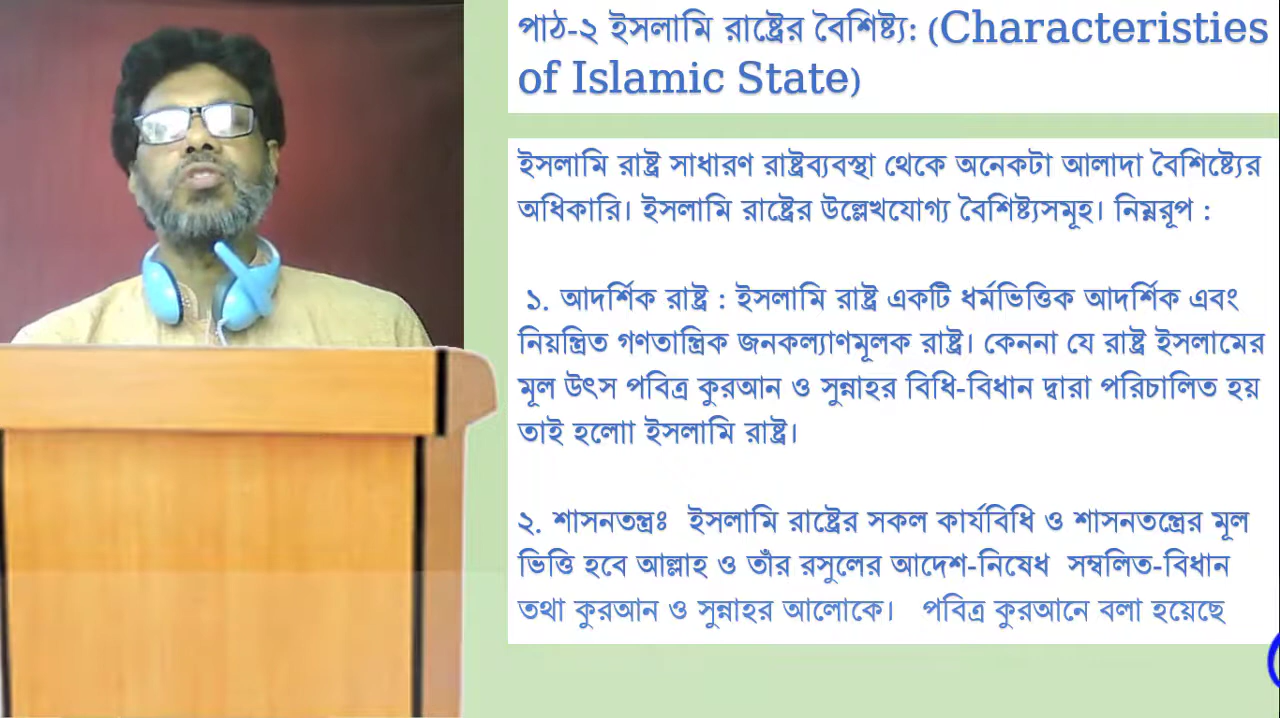 পাঠ-২ ইসলামি রাষ্ট্রের বৈশিষ্ট্য: (Characteristies
of Islamic State)
ইসলামি রাষ্ট্র সাধারণ রাষ্ট্রব্যবস্থা থেকে অনেকটা আলাদা বৈশিষ্ট্যের
অধিকারি। ইসলামি রাষ্ট্রের উল্লেখযোগ্য বৈশিষ্ট্যসমূহ। নিম্নরূপ :
১. আদর্শিক রাষ্ট্র : ইসলামি রাষ্ট্র একটি ধর্মভিত্তিক আদর্শিক এবং
নিয়ন্ত্রিত গণতান্ত্রিক জনকল্যাণমূলক রাষ্ট্র। কেননা যে রাষ্ট্র ইসলামের
মূল উৎস পবিত্র কুরআন ও সুন্নাহর বিধি-বিধান দ্বারা পরিচালিত হয়
তাই হলোা ইসলামি রাষ্ট্র।
২. শাসনতন্ত্রঃ ইসলামি রাষ্ট্রের সকল কার্যবিধি ও শাসনতন্ত্রের মূল
ভিত্তি হবে আল্লাহ ও তাঁর রসুলের আদেশ-নিষেধ সম্বলিত-বিধান
তথা কুরআন ও সুন্নাহর আলোকে। পবিত্র কুরআনে বলা হয়েছে